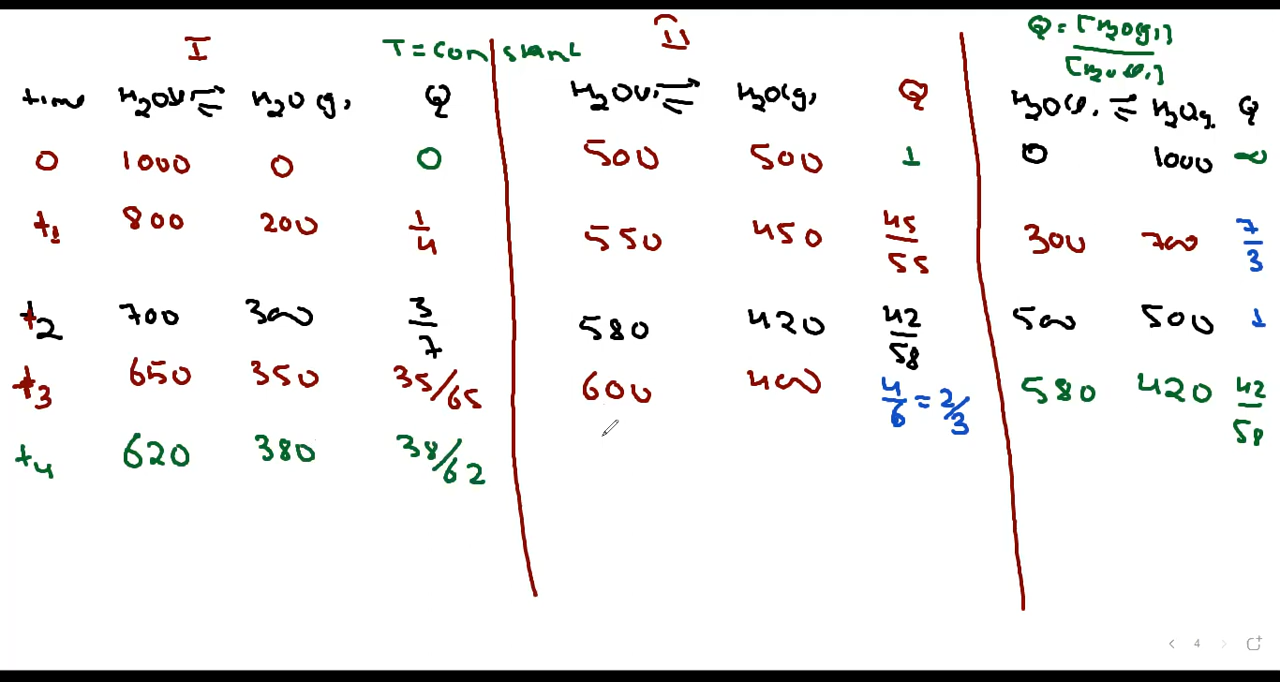 I T = constant II Q = [H2O(g)] / [H2O(l)]
time H2O(l) ⇌ H2O(g) Q H2O(l) ⇌ H2O(g) Q H2O(l) ⇌ H2O(g) Q
0 1000 0 0 500 500 1 0 1000 ∞
t1 800 200 1/4 550 450 45/55 300 700 7/3
t2 700 300 3/7 580 420 42/58 500 500 1
t3 650 350 35/65 600 400 4/6 = 2/3 580 420 42/58
t4 620 380 38/62
4